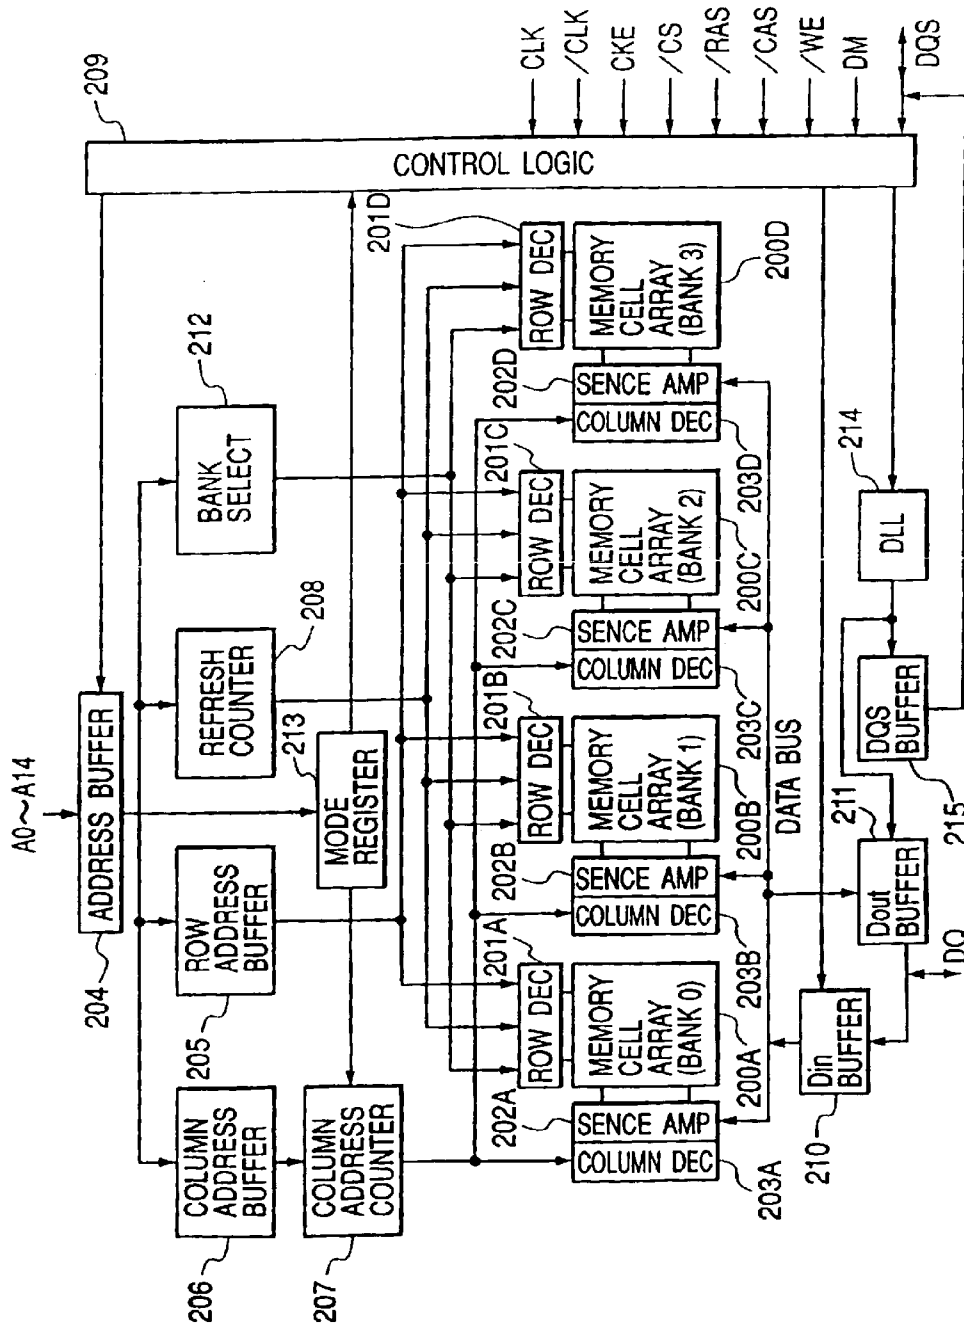 A0~A14
204
ADDRESS BUFFER
209
CONTROL LOGIC
206
COLUMN
ADDRESS
BUFFER
205
ROW
ADDRESS
BUFFER
REFRESH
COUNTER
208
BANK
SELECT
212
207
COLUMN
ADDRESS
COUNTER
MODE
REGISTER
213
CLK
/CLK
CKE
/CS
/RAS
/CAS
/WE
DM
DQS
201A
ROW DEC
MEMORY
CELL
ARRAY
(BANK 0)
200A
202A
SENCE AMP
COLUMN DEC
203A
201B
ROW DEC
MEMORY
CELL
ARRAY
(BANK 1)
200B
202B
SENCE AMP
COLUMN DEC
203B
201C
ROW DEC
MEMORY
CELL
ARRAY
(BANK 2)
200C
202C
SENCE AMP
COLUMN DEC
203C
201D
ROW DEC
MEMORY
CELL
ARRAY
(BANK 3)
200D
202D
SENCE AMP
COLUMN DEC
203D
DATA BUS
210
Din
BUFFER
211
Dout
BUFFER
DQ
DQS
BUFFER
215
DLL
214